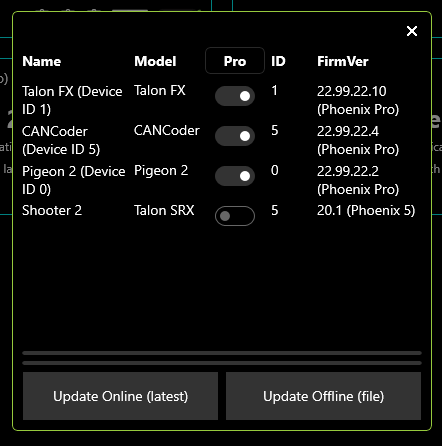 Name Model Pro ID FirmVer
Talon FX (Device Talon FX 1 22.99.22.10
ID 1) (Phoenix Pro)
CANCoder CANCoder 5 22.99.22.4
(Device ID 5) (Phoenix Pro)
Pigeon 2 (Device Pigeon 2 0 22.99.22.2
ID 0) (Phoenix Pro)
Shooter 2 Talon SRX 5 20.1 (Phoenix 5)
Update Online (latest) Update Offline (file)